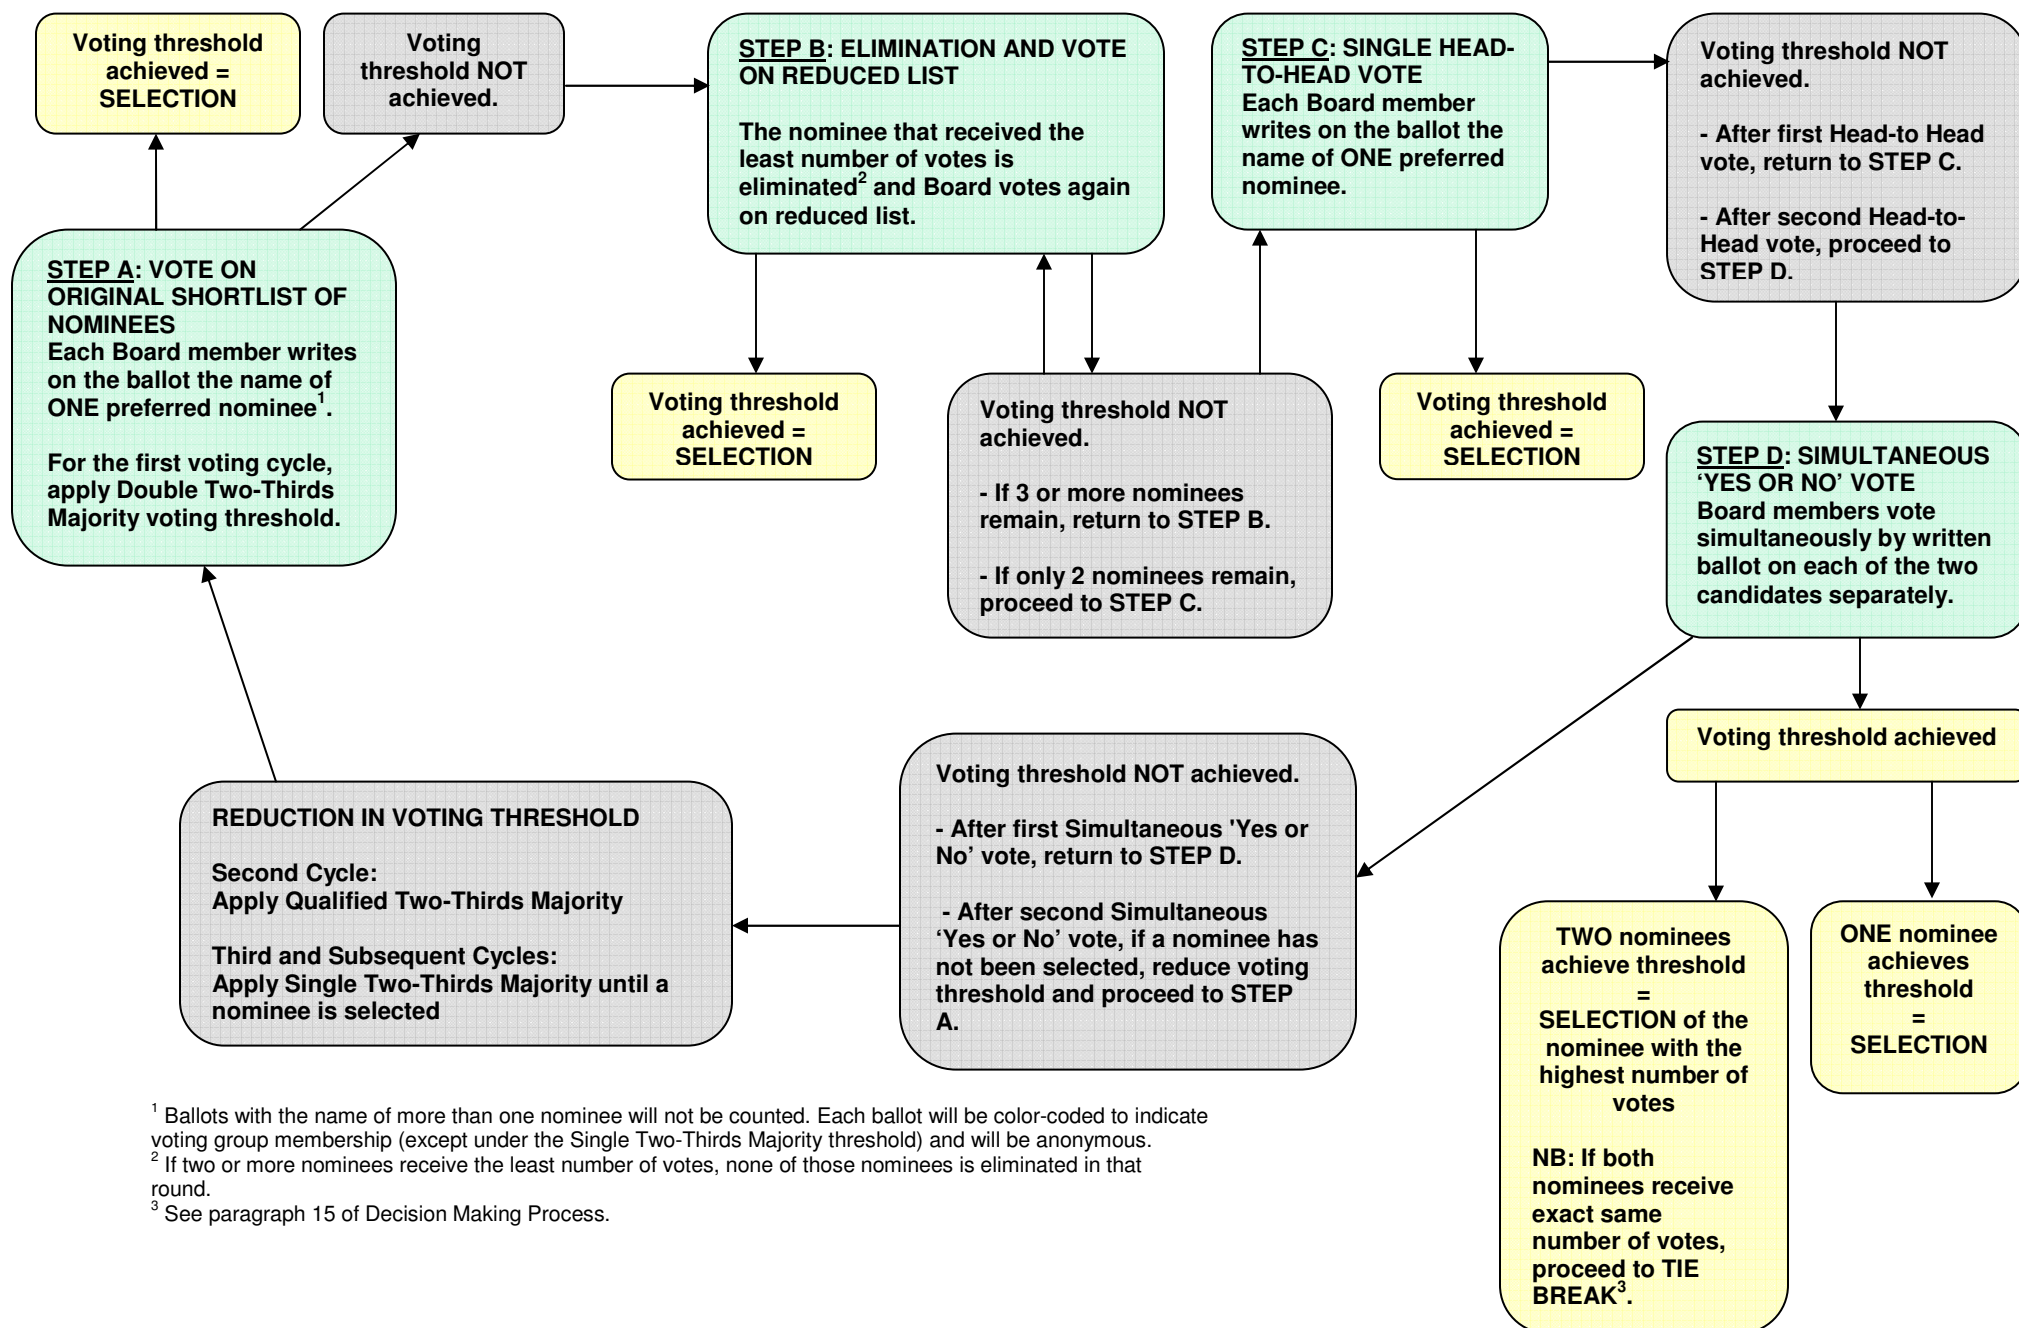 Voting threshold
achieved =
SELECTION
Voting
threshold NOT
achieved.
STEP B: ELIMINATION AND VOTE
ON REDUCED LIST
The nominee that received the
least number of votes is
eliminated2 and Board votes again
on reduced list.
STEP C: SINGLE HEAD-
TO-HEAD VOTE
Each Board member
writes on the ballot the
name of ONE preferred
nominee.
Voting threshold NOT
achieved.
- After first Head-to Head
vote, return to STEP C.
- After second Head-to-
Head vote, proceed to
STEP D.
STEP A: VOTE ON
ORIGINAL SHORTLIST OF
NOMINEES
Each Board member writes
on the ballot the name of
ONE preferred nominee1.
For the first voting cycle,
apply Double Two-Thirds
Majority voting threshold.
Voting threshold
achieved =
SELECTION
Voting threshold NOT
achieved.
- If 3 or more nominees
remain, return to STEP B.
- If only 2 nominees remain,
proceed to STEP C.
Voting threshold
achieved =
SELECTION
STEP D: SIMULTANEOUS
‘YES OR NO’ VOTE
Board members vote
simultaneously by written
ballot on each of the two
candidates separately.
Voting threshold achieved
REDUCTION IN VOTING THRESHOLD
Second Cycle:
Apply Qualified Two-Thirds Majority
Third and Subsequent Cycles:
Apply Single Two-Thirds Majority until a
nominee is selected
Voting threshold NOT achieved.
- After first Simultaneous 'Yes or
No’ vote, return to STEP D.
- After second Simultaneous
‘Yes or No’ vote, if a nominee has
not been selected, reduce voting
threshold and proceed to STEP
A.
TWO nominees
achieve threshold
=
SELECTION of the
nominee with the
highest number of
votes
NB: If both
nominees receive
exact same
number of votes,
proceed to TIE
BREAK3.
ONE nominee
achieves
threshold
=
SELECTION
1 Ballots with the name of more than one nominee will not be counted. Each ballot will be color-coded to indicate
voting group membership (except under the Single Two-Thirds Majority threshold) and will be anonymous.
2 If two or more nominees receive the least number of votes, none of those nominees is eliminated in that
round.
3 See paragraph 15 of Decision Making Process.